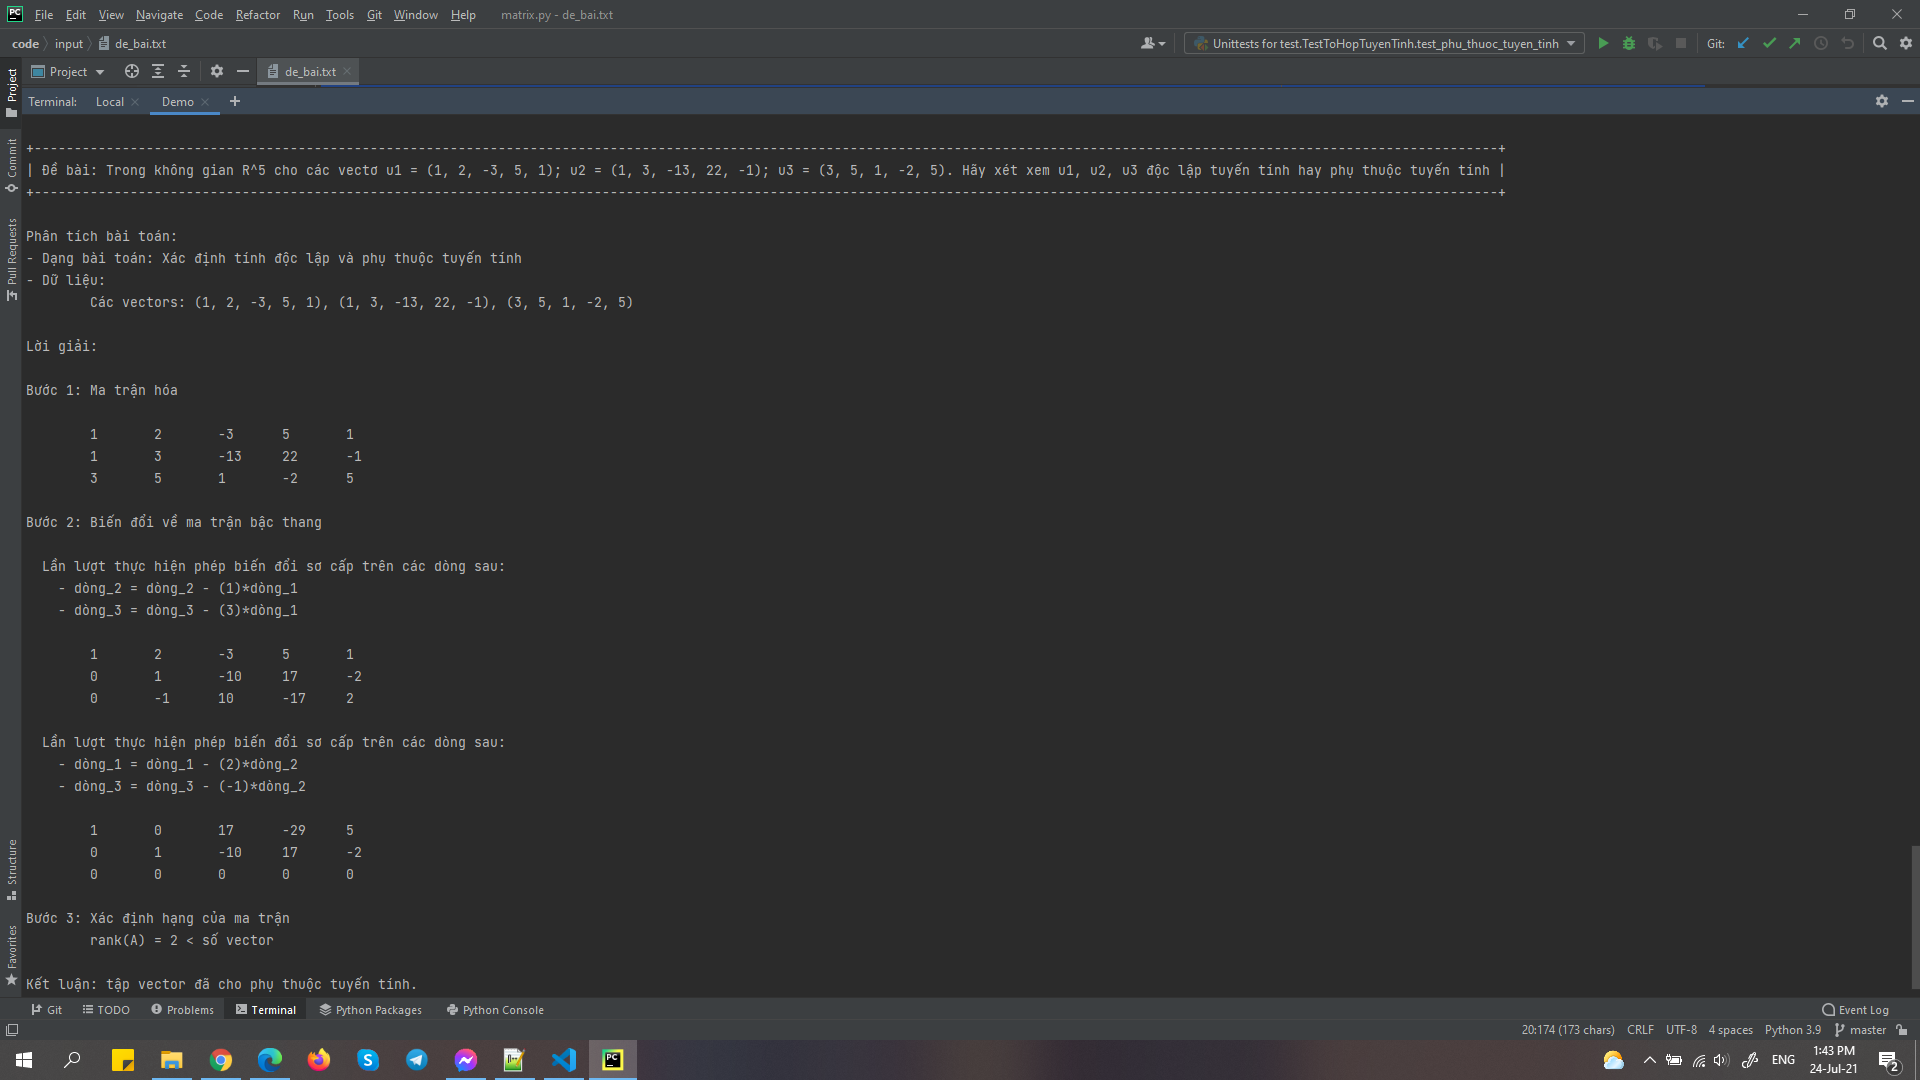 File Edit View Navigate Code Refactor Run Tools Git Window Help matrix.py - de_bai.txt
code input de_bai.txt Unittests for test.TestToHopTuyenTinh.test_phu_thuoc_tuyen_tinh Git:
Project de_bai.txt
Terminal: Local Demo +
+---------------------------------------------------------------------------------------------------------------------------------------------------------------------------------------+
| Đề bài: Trong không gian R^5 cho các vectơ u1 = (1, 2, -3, 5, 1); u2 = (1, 3, -13, 22, -1); u3 = (3, 5, 1, -2, 5). Hãy xét xem u1, u2, u3 độc lập tuyến tính hay phụ thuộc tuyến tính |
+---------------------------------------------------------------------------------------------------------------------------------------------------------------------------------------+
Phân tích bài toán:
- Dạng bài toán: Xác định tính độc lập và phụ thuộc tuyến tính
- Dữ liệu:
Các vectors: (1, 2, -3, 5, 1), (1, 3, -13, 22, -1), (3, 5, 1, -2, 5)
Lời giải:
Bước 1: Ma trận hóa
1 2 -3 5 1
1 3 -13 22 -1
3 5 1 -2 5
Bước 2: Biến đổi về ma trận bậc thang
Lần lượt thực hiện phép biến đổi sơ cấp trên các dòng sau:
- dòng_2 = dòng_2 - (1)*dòng_1
- dòng_3 = dòng_3 - (3)*dòng_1
1 2 -3 5 1
0 1 -10 17 -2
0 -1 10 -17 2
Lần lượt thực hiện phép biến đổi sơ cấp trên các dòng sau:
- dòng_1 = dòng_1 - (2)*dòng_2
- dòng_3 = dòng_3 - (-1)*dòng_2
1 0 17 -29 5
0 1 -10 17 -2
0 0 0 0 0
Bước 3: Xác định hạng của ma trận
rank(A) = 2 < số vector
Kết luận: tập vector đã cho phụ thuộc tuyến tính.
Project
Commit
Pull Requests
Structure
Favorites
Git TODO Problems Terminal Python Packages Python Console Event Log
20:174 (173 chars) CRLF UTF-8 4 spaces Python 3.9 master
ENG 1:43 PM
24-Jul-21 2